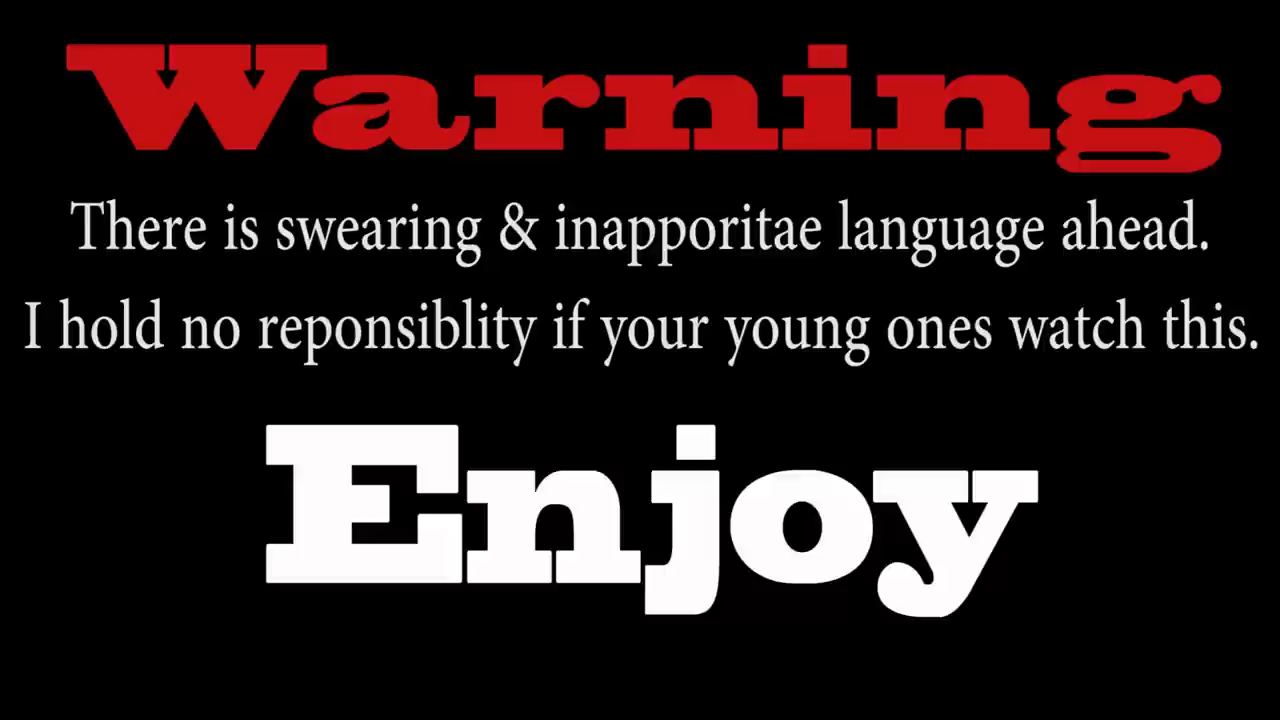 Warning
There is swearing & inapporitae language ahead.
I hold no reponsiblity if your young ones watch this.
Enjoy